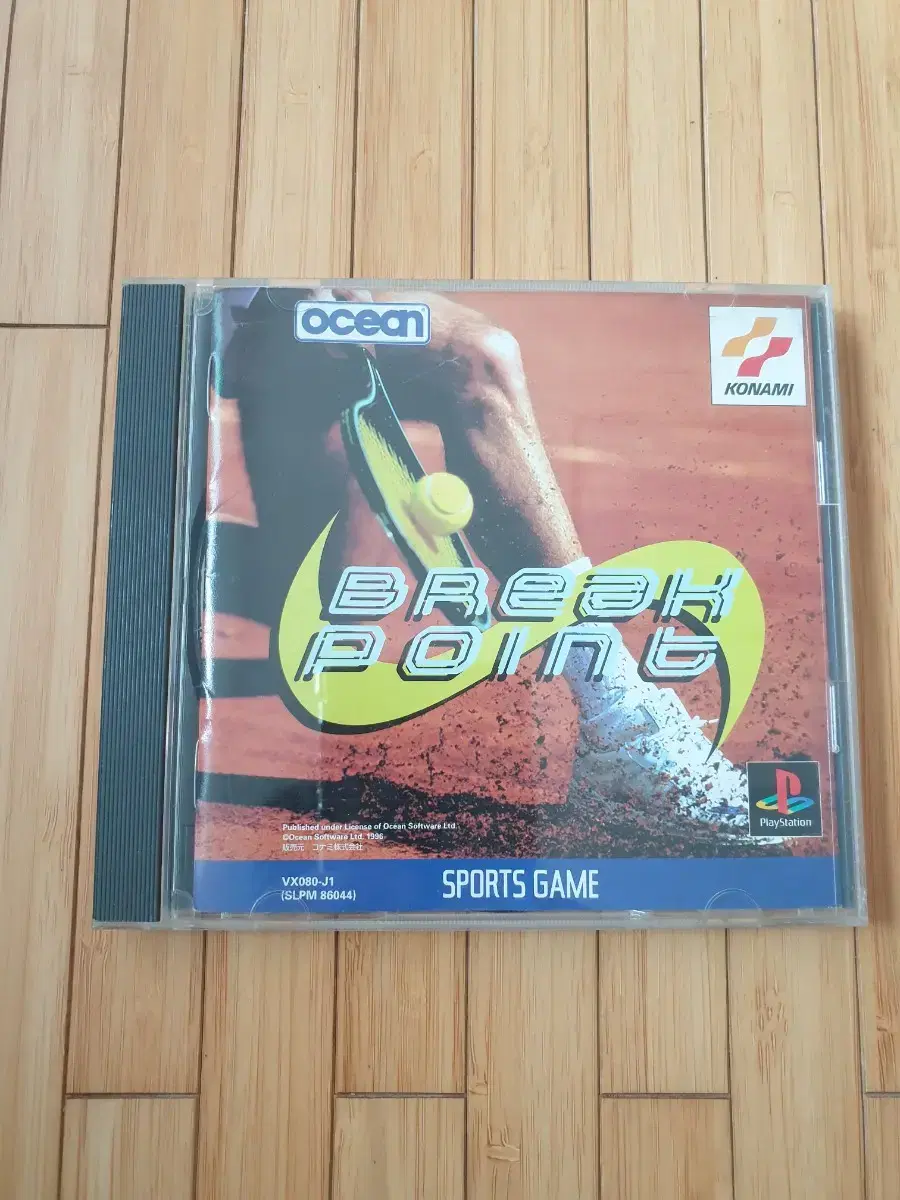 ocean
KONAMI
BReaK
POINt
PlayStation
Published under License of Ocean Software Ltd.
©Ocean Software Ltd. 1996
販売元 コナミ株式会社
VX080-J1
(SLPM 86044)
SPORTS GAME